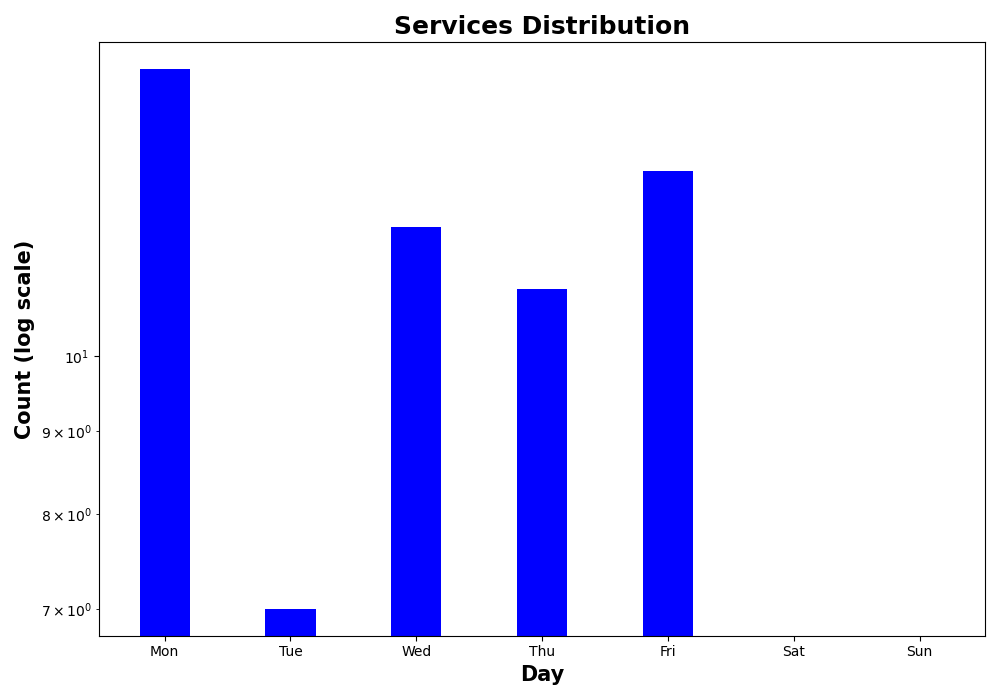 Services Distribution
Count (log scale)
10¹
9 × 10⁰
8 × 10⁰
7 × 10⁰
Mon Tue Wed Thu Fri Sat Sun
Day